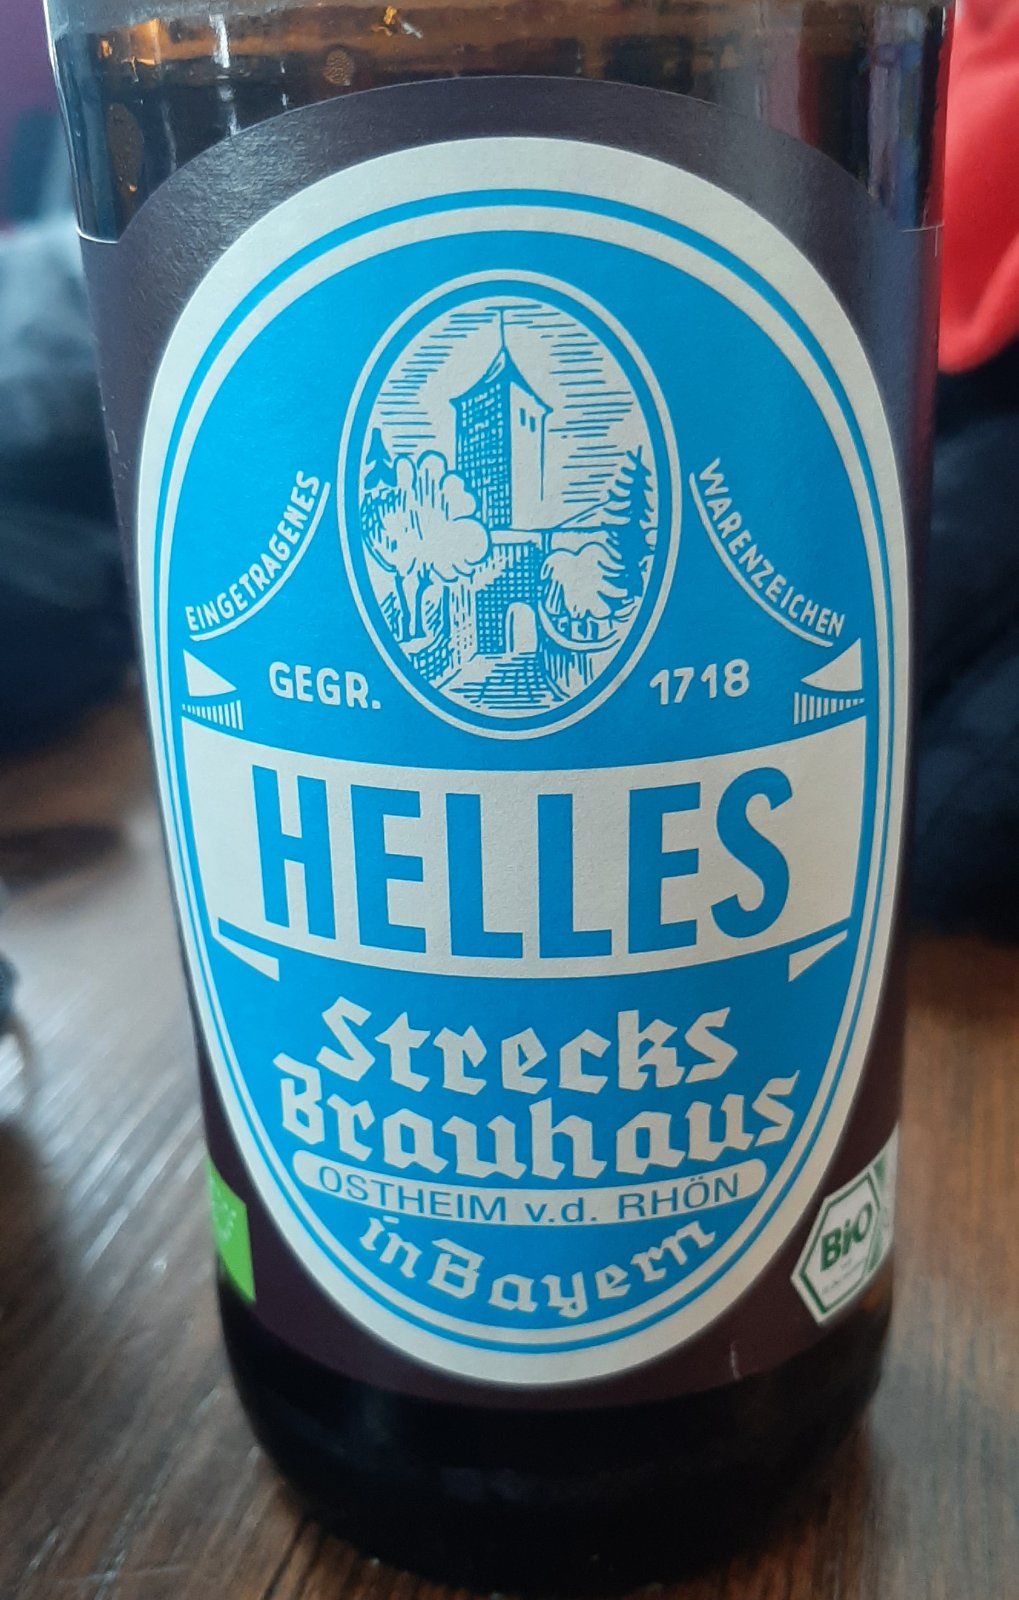 EINGETRAGENES
WARENZEICHEN
GEGR. 1718
HELLES
Strecks
Brauhaus
OSTHEIM v.d. RHÖN
in Bayern
BiO